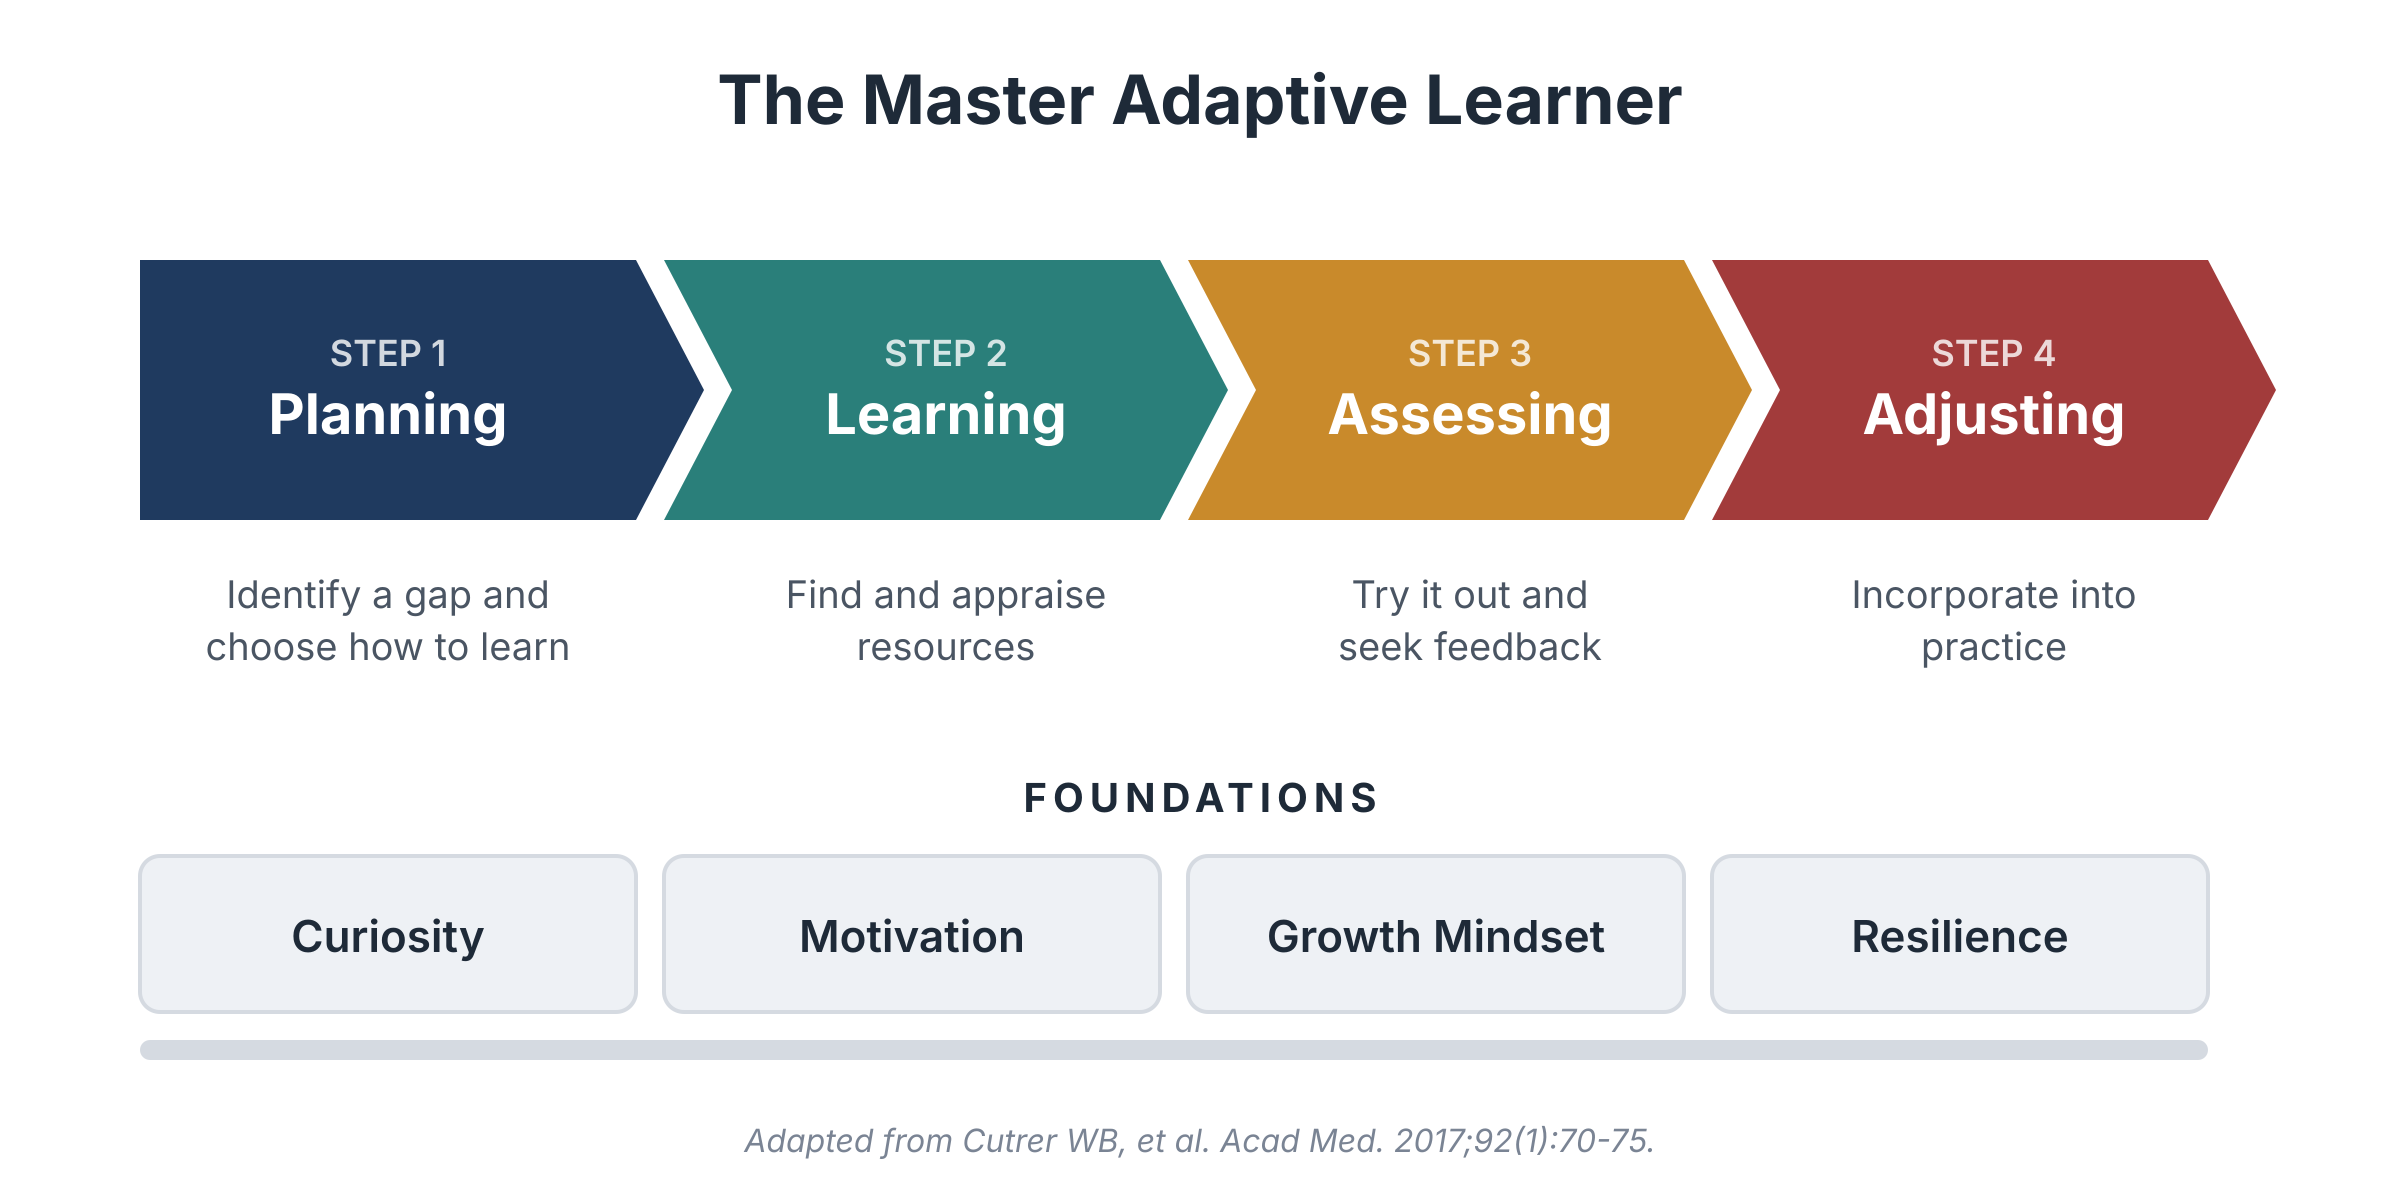 The Master Adaptive Learner
STEP 1
Planning
STEP 2
Learning
STEP 3
Assessing
STEP 4
Adjusting
Identify a gap and
choose how to learn
Find and appraise
resources
Try it out and
seek feedback
Incorporate into
practice
FOUNDATIONS
Curiosity
Motivation
Growth Mindset
Resilience
Adapted from Cutrer WB, et al. Acad Med. 2017;92(1):70-75.